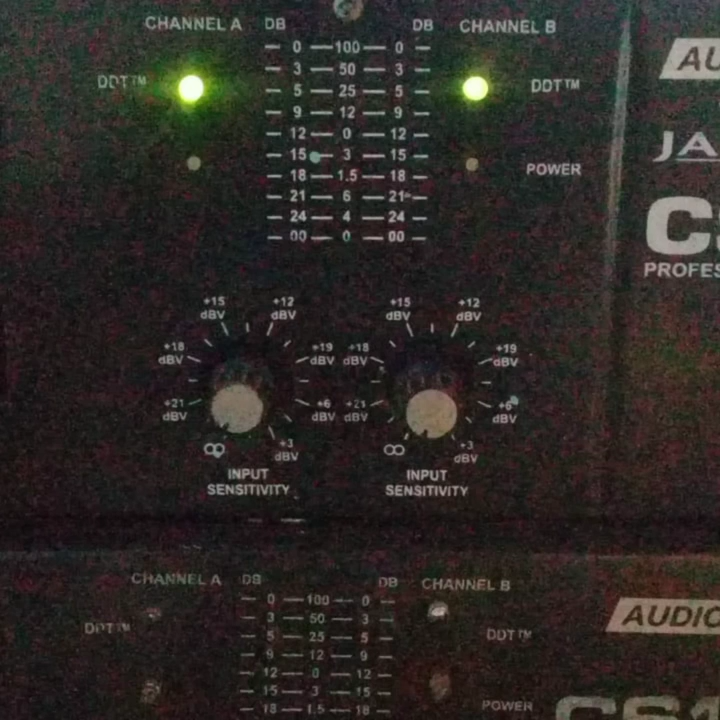 CHANNEL A DB DB CHANNEL B
0 100 0
3 50 3
DDT™ 5 25 5 DDT™
9 12 9
12 0 12
15 3 15
18 1.5 18 POWER
21 6 21
24 4 24
00 0 00
AU
JA
C
PROFES
+15 dBV +12 dBV
+18 dBV +19 dBV
+21 dBV +6 dBV
∞ +3 dBV
INPUT
SENSITIVITY
+15 dBV +12 dBV
+18 dBV +19 dBV
+21 dBV +6 dBV
∞ +3 dBV
INPUT
SENSITIVITY
CHANNEL A DB DB CHANNEL B
0 100 0
3 50 3
DDT™ 5 25 5 DDT™
9 12 9
12 0 12
15 3 15
18 1.5 18 POWER
AUDIO
CS1